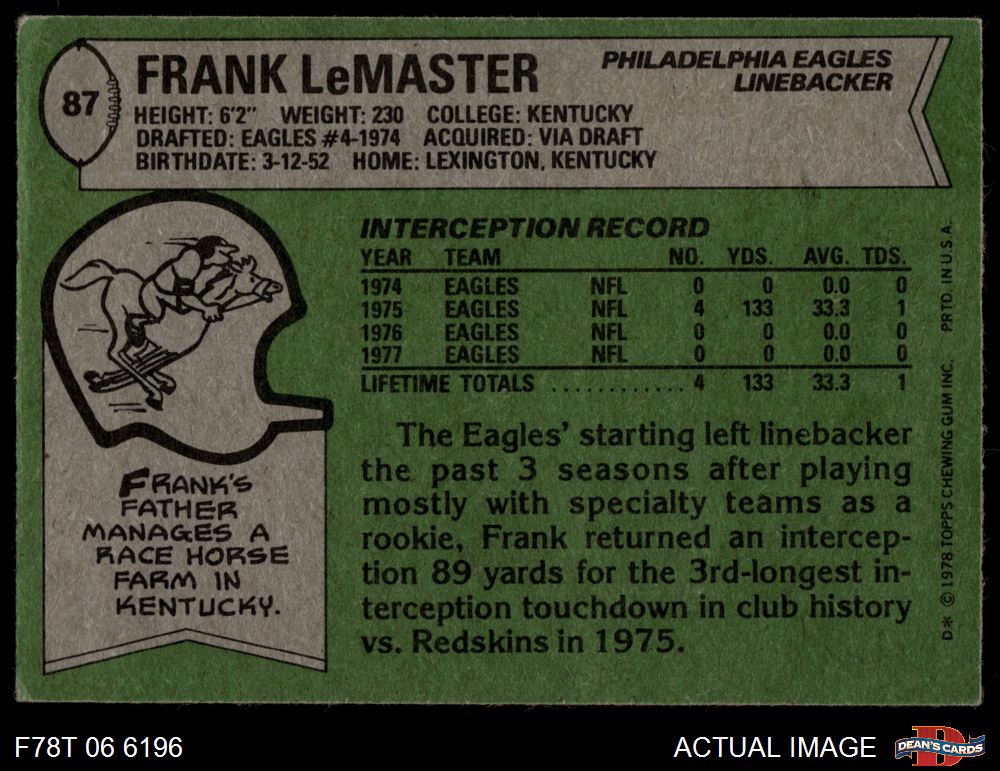 87
FRANK LeMASTER
PHILADELPHIA EAGLES
LINEBACKER
HEIGHT: 6'2" WEIGHT: 230 COLLEGE: KENTUCKY
DRAFTED: EAGLES #4-1974 ACQUIRED: VIA DRAFT
BIRTHDATE: 3-12-52 HOME: LEXINGTON, KENTUCKY
INTERCEPTION RECORD
YEAR TEAM NO. YDS. AVG. TDS.
1974 EAGLES NFL 0 0 0.0 0
1975 EAGLES NFL 4 133 33.3 1
1976 EAGLES NFL 0 0 0.0 0
1977 EAGLES NFL 0 0 0.0 0
LIFETIME TOTALS ............ 4 133 33.3 1
The Eagles' starting left linebacker
the past 3 seasons after playing
mostly with specialty teams as a
rookie, Frank returned an intercep-
tion 89 yards for the 3rd-longest in-
terception touchdown in club history
vs. Redskins in 1975.
FRANK'S
FATHER
MANAGES A
RACE HORSE
FARM IN
KENTUCKY.
D* © 1978 TOPPS CHEWING GUM INC. PRTD. IN U.S.A.
F78T 06 6196
ACTUAL IMAGE
D
DEAN'S CARDS